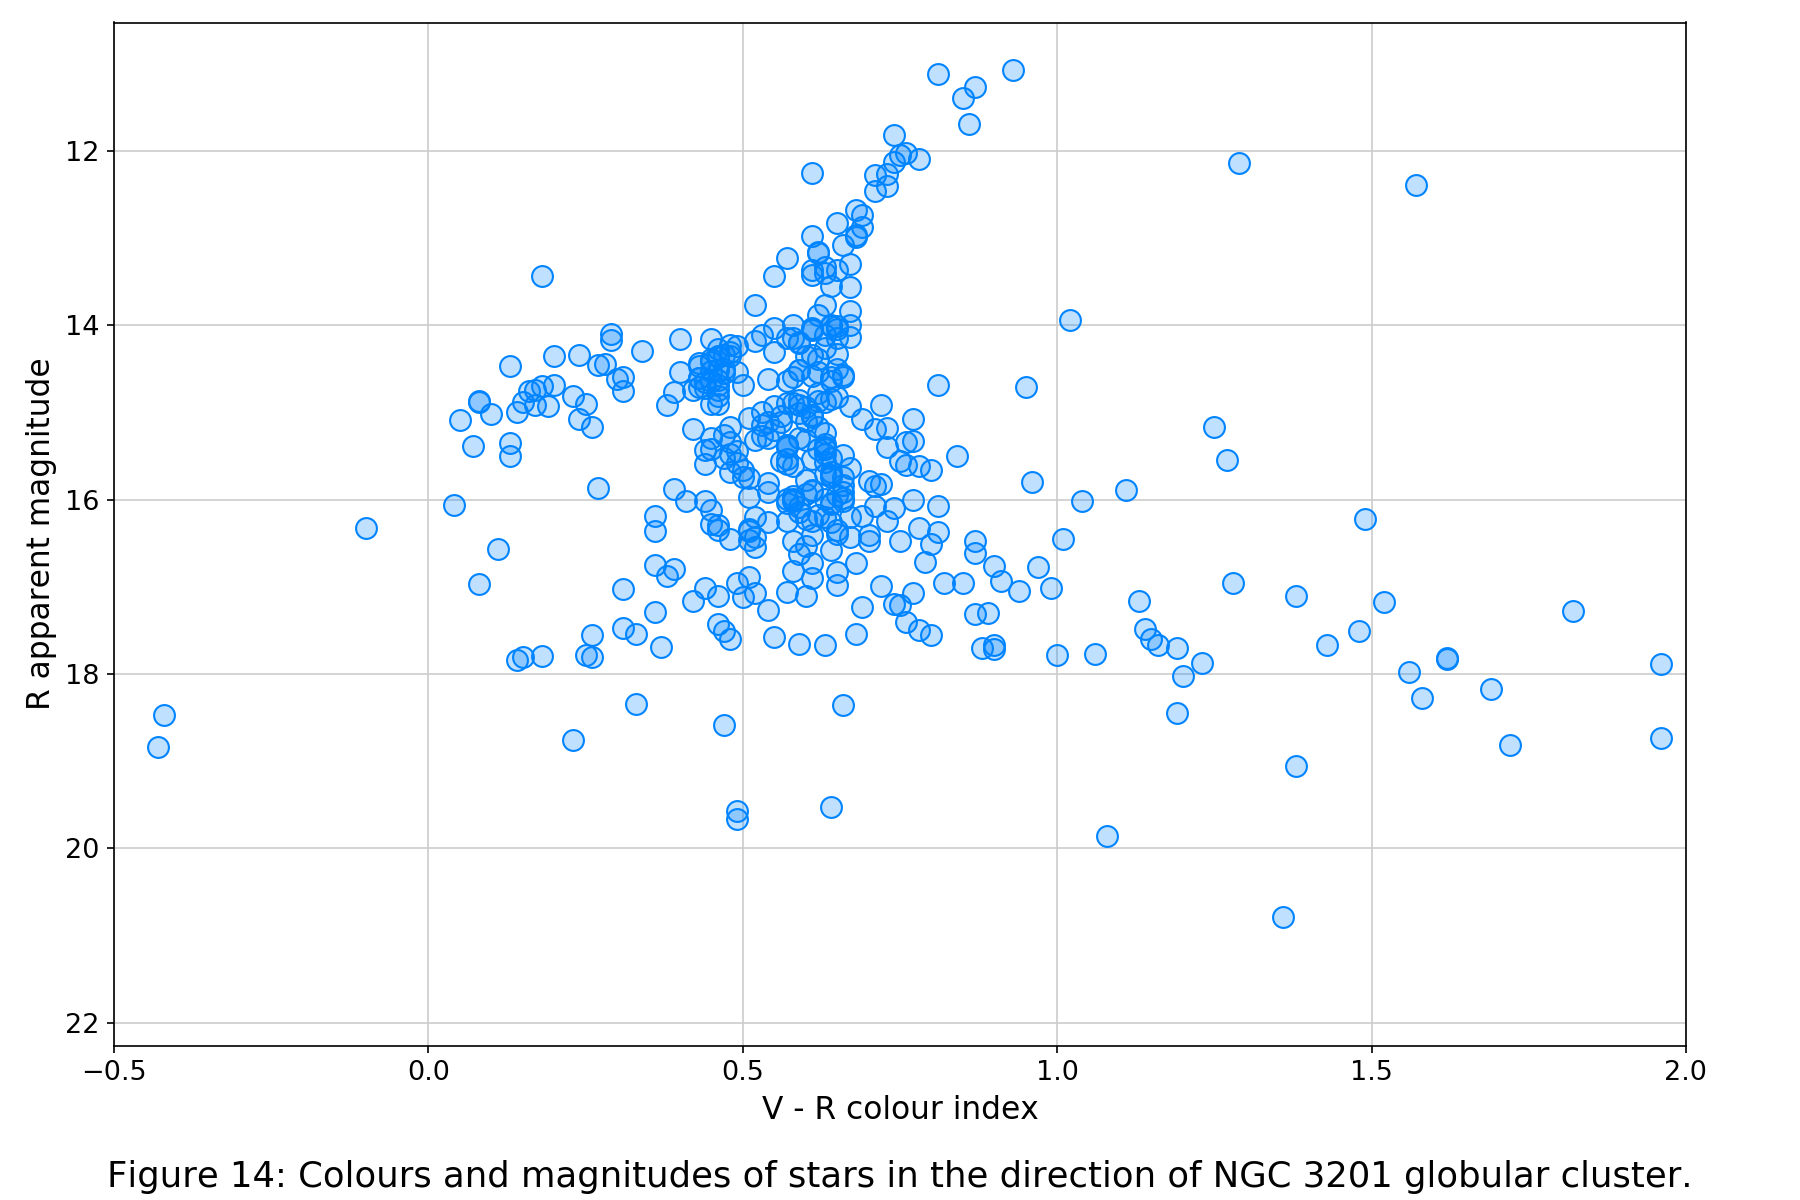 12
14
16
18
20
22
R apparent magnitude
−0.5 0.0 0.5 1.0 1.5 2.0
V - R colour index
Figure 14: Colours and magnitudes of stars in the direction of NGC 3201 globular cluster.